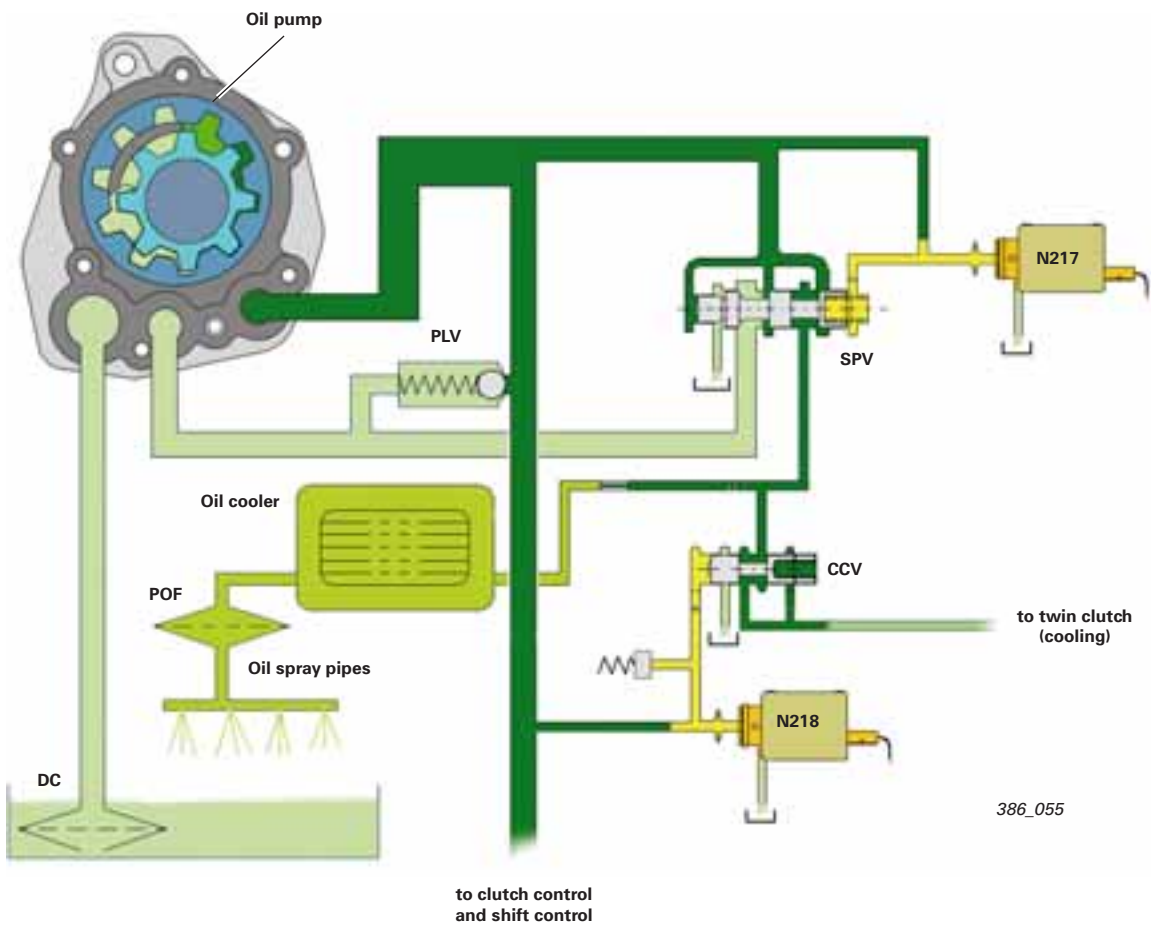 Oil pump
N217
PLV
SPV
Oil cooler
CCV
POF
to twin clutch
(cooling)
Oil spray pipes
N218
DC
386_055
to clutch control
and shift control